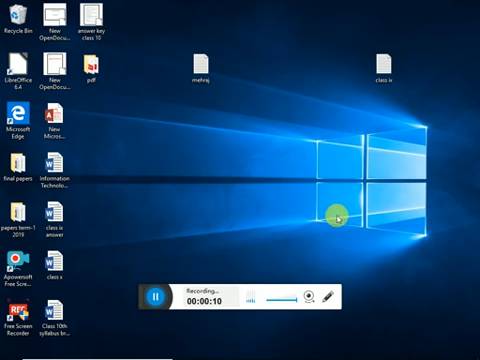 Recycle Bin
New
OpenDocu...
answer key
class 10
LibreOffice
6.4
New
OpenDocu...
pdf
mehraj
class ix
Microsoft
Edge
New
Micros...
final papers
Information
Technolo...
papers term-1
2019
class ix
answer
Apowersoft
Free Scre...
class x
REC
Free Screen
Recorder
Class 10th
syllabus br...
Recording...
00:00:10